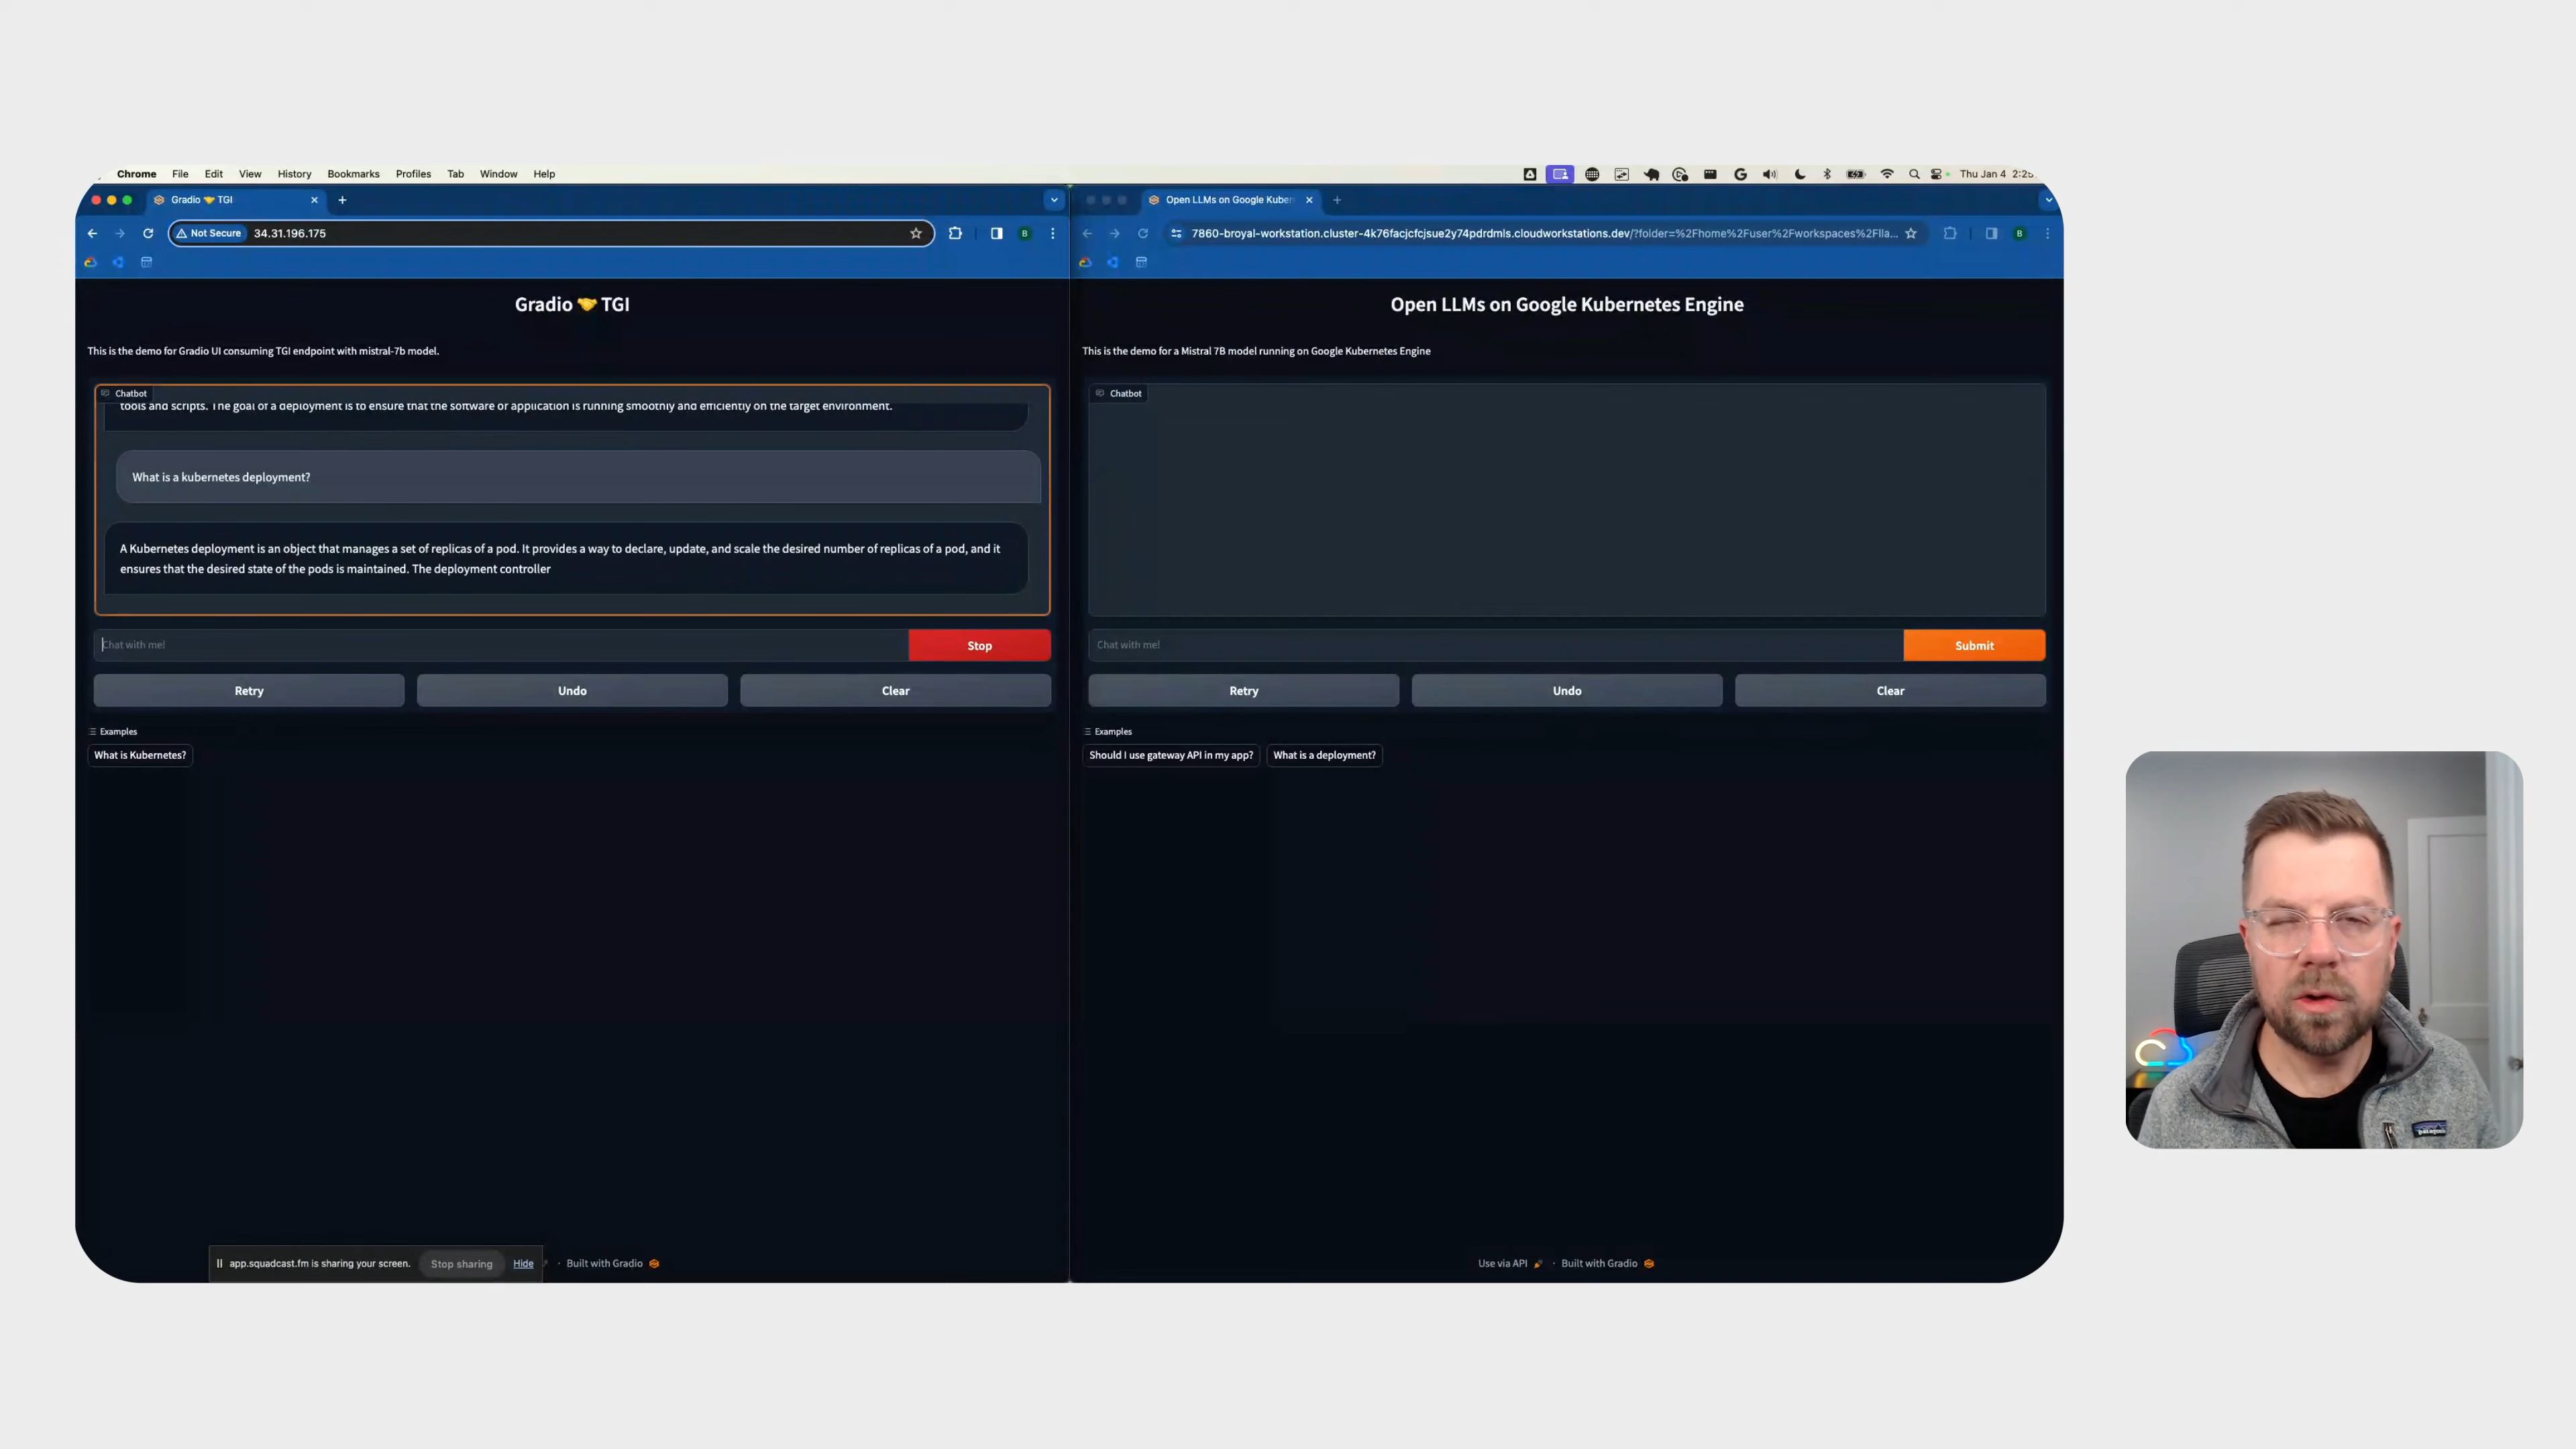 Chrome File Edit View History Bookmarks Profiles Tab Window Help
Thu Jan 4 2:2
Gradio 🤝 TGI
Not Secure 34.31.196.175
Gradio 🤝 TGI
This is the demo for Gradio UI consuming TGI endpoint with mistral-7b model.
Chatbot
tools and scripts. The goal of a deployment is to ensure that the software or application is running smoothly and efficiently on the target environment.
What is a kubernetes deployment?
A Kubernetes deployment is an object that manages a set of replicas of a pod. It provides a way to declare, update, and scale the desired number of replicas of a pod, and it
ensures that the desired state of the pods is maintained. The deployment controller
Chat with me!
Stop
Retry
Undo
Clear
Examples
What is Kubernetes?
app.squadcast.fm is sharing your screen. Stop sharing Hide
· Built with Gradio
Open LLMs on Google Kuber
7860-broyal-workstation.cluster-4k76facjcfcjsue2y74pdrdmls.cloudworkstations.dev/?folder=%2Fhome%2Fuser%2Fworkspaces%2Flla...
Open LLMs on Google Kubernetes Engine
This is the demo for a Mistral 7B model running on Google Kubernetes Engine
Chatbot
Chat with me!
Submit
Retry
Undo
Clear
Examples
Should I use gateway API in my app?
What is a deployment?
Use via API · Built with Gradio